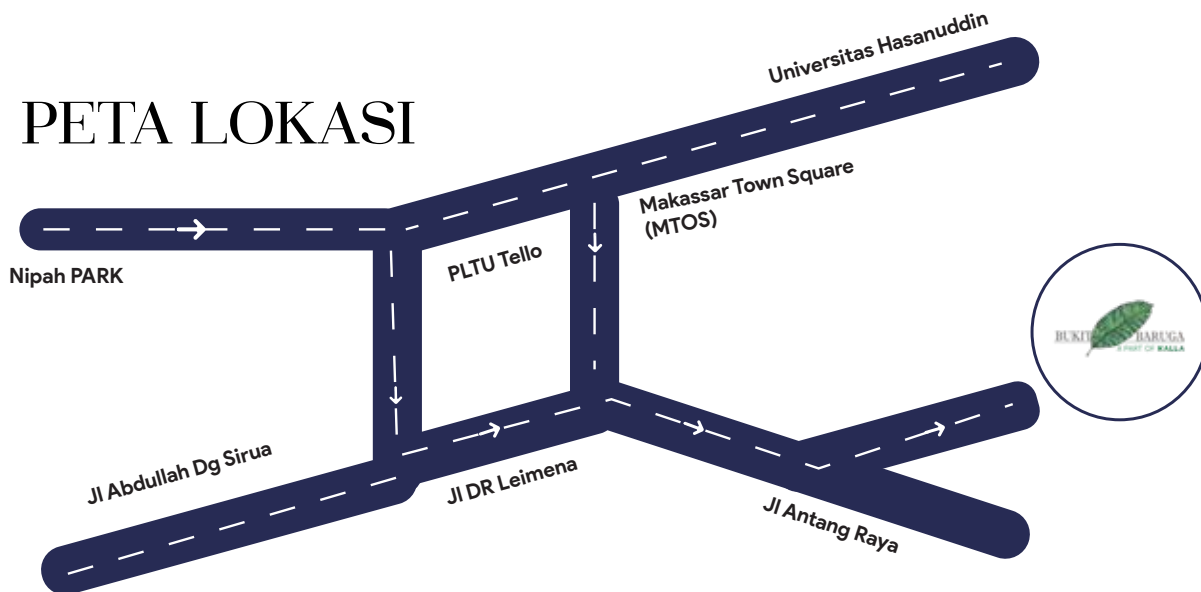 PETA LOKASI
Universitas Hasanuddin
Makassar Town Square
(MTOS)
Nipah PARK
PLTU Tello
BUKIT BARUGA
A PART OF KALLA
Jl Abdullah Dg Sirua
Jl DR Leimena
Jl Antang Raya